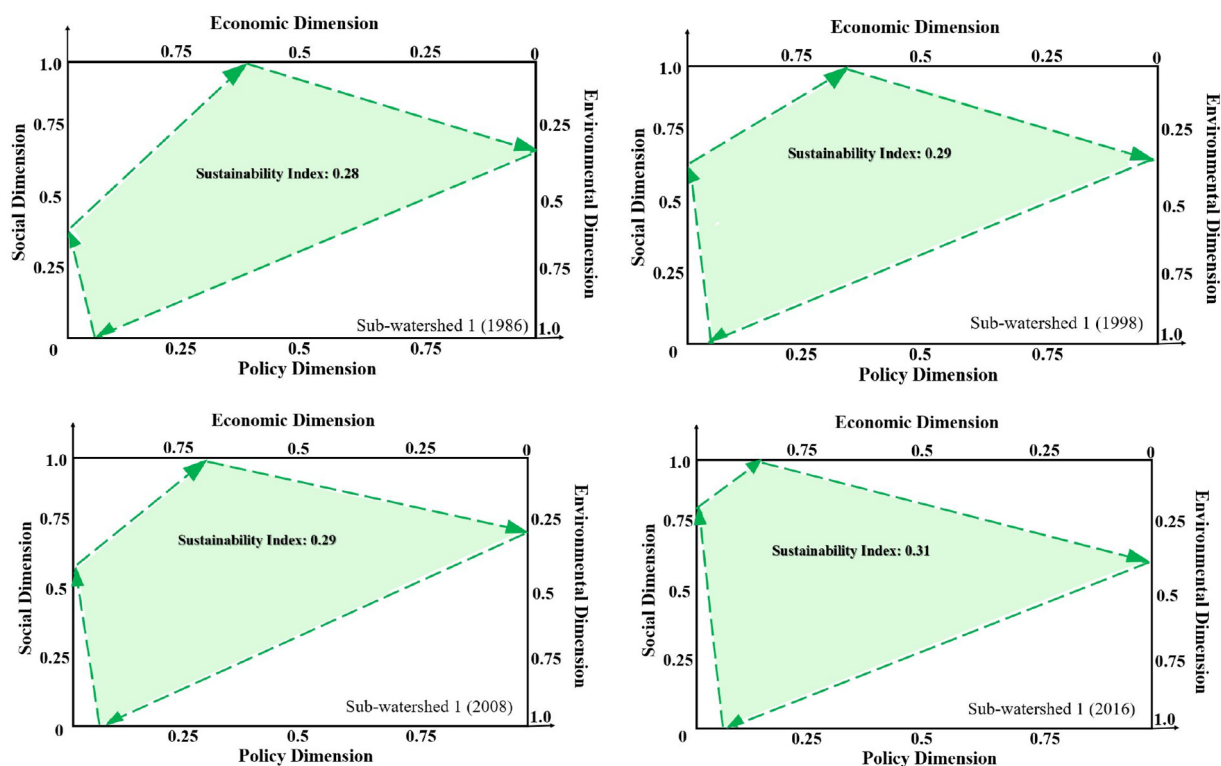 Economic Dimension
0.75 0.5 0.25 0
1.0
0.75
0.5
0.25
0
Social Dimension
Sustainability Index: 0.28
0.25
0.5
0.75
1.0
Environmental Dimension
Sub-watershed 1 (1986)
0.25 0.5 0.75
Policy Dimension
Economic Dimension
0.75 0.5 0.25 0
1.0
0.75
0.5
0.25
0
Social Dimension
Sustainability Index: 0.29
0.25
0.5
0.75
1.0
Environmental Dimension
Sub-watershed 1 (1998)
0.25 0.5 0.75
Policy Dimension
Economic Dimension
0.75 0.5 0.25 0
1.0
0.75
0.5
0.25
0
Social Dimension
Sustainability Index: 0.29
0.25
0.5
0.75
1.0
Environmental Dimension
Sub-watershed 1 (2008)
0.25 0.5 0.75
Policy Dimension
Economic Dimension
0.75 0.5 0.25 0
1.0
0.75
0.5
0.25
0
Social Dimension
Sustainability Index: 0.31
0.25
0.5
0.75
1.0
Environmental Dimension
Sub-watershed 1 (2016)
0.25 0.5 0.75
Policy Dimension